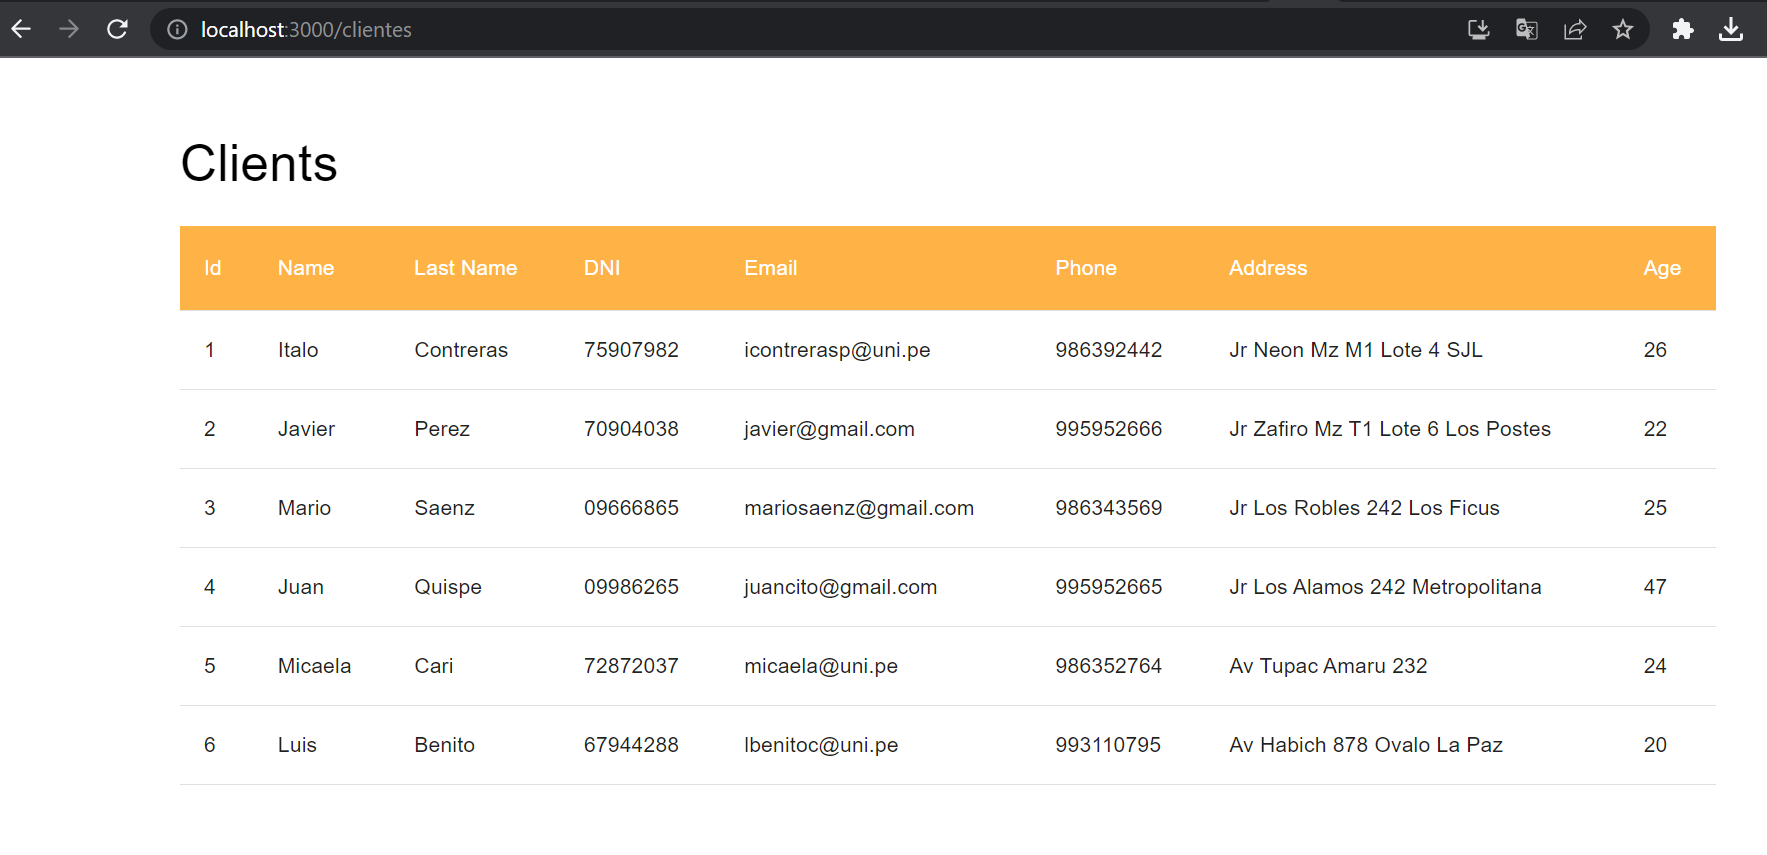 localhost:3000/clientes
Clients
Id Name Last Name DNI Email Phone Address Age
1 Italo Contreras 75907982 icontrerasp@uni.pe 986392442 Jr Neon Mz M1 Lote 4 SJL 26
2 Javier Perez 70904038 javier@gmail.com 995952666 Jr Zafiro Mz T1 Lote 6 Los Postes 22
3 Mario Saenz 09666865 mariosaenz@gmail.com 986343569 Jr Los Robles 242 Los Ficus 25
4 Juan Quispe 09986265 juancito@gmail.com 995952665 Jr Los Alamos 242 Metropolitana 47
5 Micaela Cari 72872037 micaela@uni.pe 986352764 Av Tupac Amaru 232 24
6 Luis Benito 67944288 lbenitoc@uni.pe 993110795 Av Habich 878 Ovalo La Paz 20